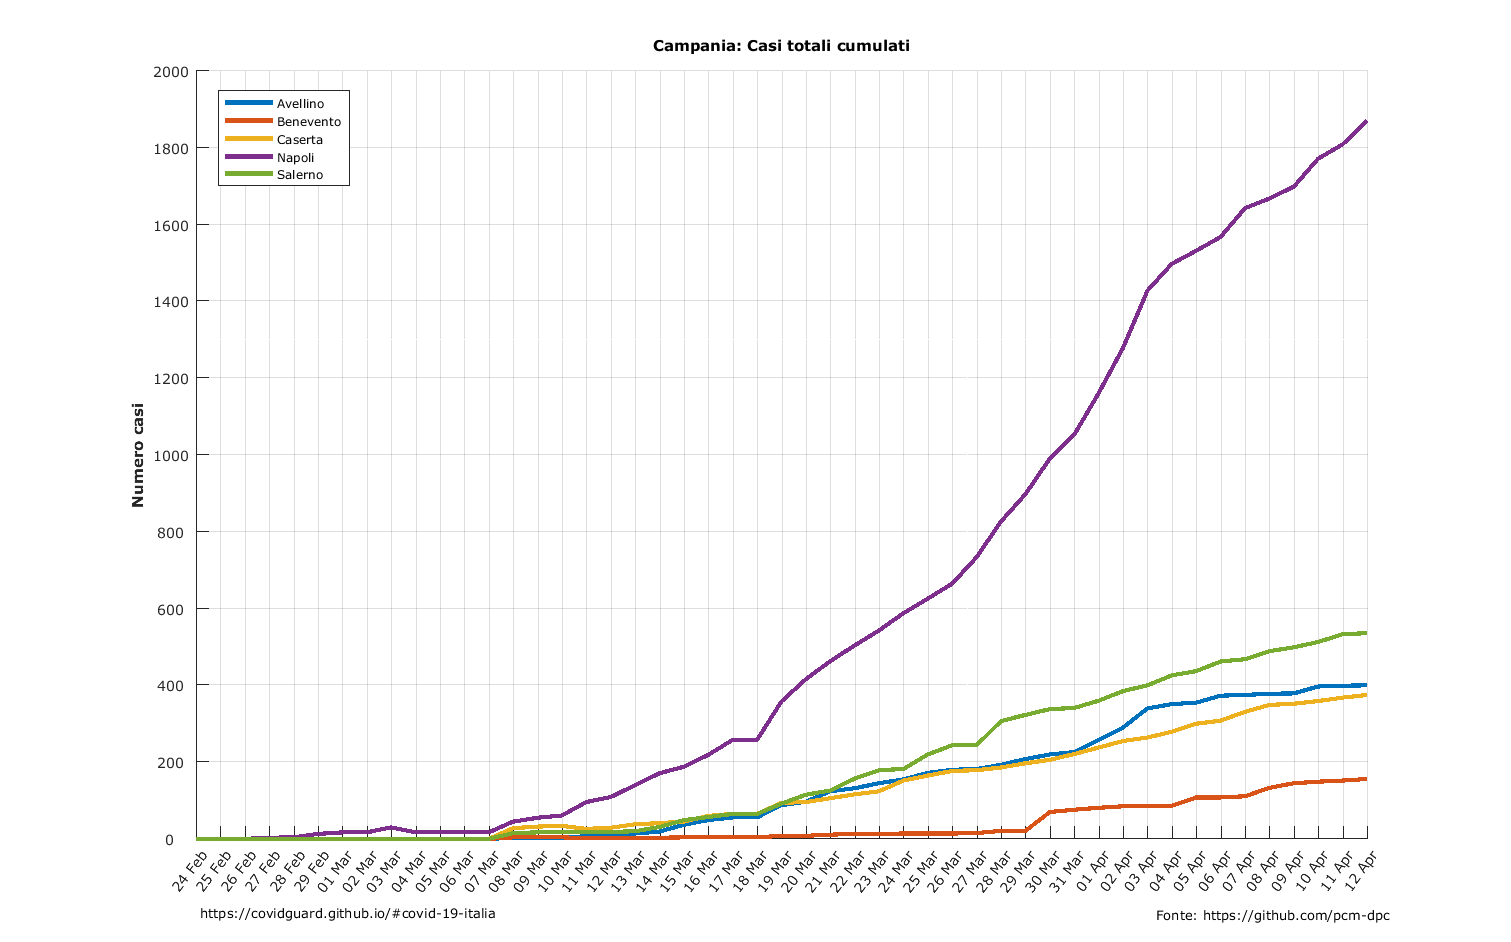 Campania: Casi totali cumulati
2000
1800
1600
1400
1200
1000
800
600
400
200
0
Numero casi
Avellino
Benevento
Caserta
Napoli
Salerno
24 Feb
25 Feb
26 Feb
27 Feb
28 Feb
29 Feb
01 Mar
02 Mar
03 Mar
04 Mar
05 Mar
06 Mar
07 Mar
08 Mar
09 Mar
10 Mar
11 Mar
12 Mar
13 Mar
14 Mar
15 Mar
16 Mar
17 Mar
18 Mar
19 Mar
20 Mar
21 Mar
22 Mar
23 Mar
24 Mar
25 Mar
26 Mar
27 Mar
28 Mar
29 Mar
30 Mar
31 Mar
01 Apr
02 Apr
03 Apr
04 Apr
05 Apr
06 Apr
07 Apr
08 Apr
09 Apr
10 Apr
11 Apr
12 Apr
https://covidguard.github.io/#covid-19-italia
Fonte: https://github.com/pcm-dpc